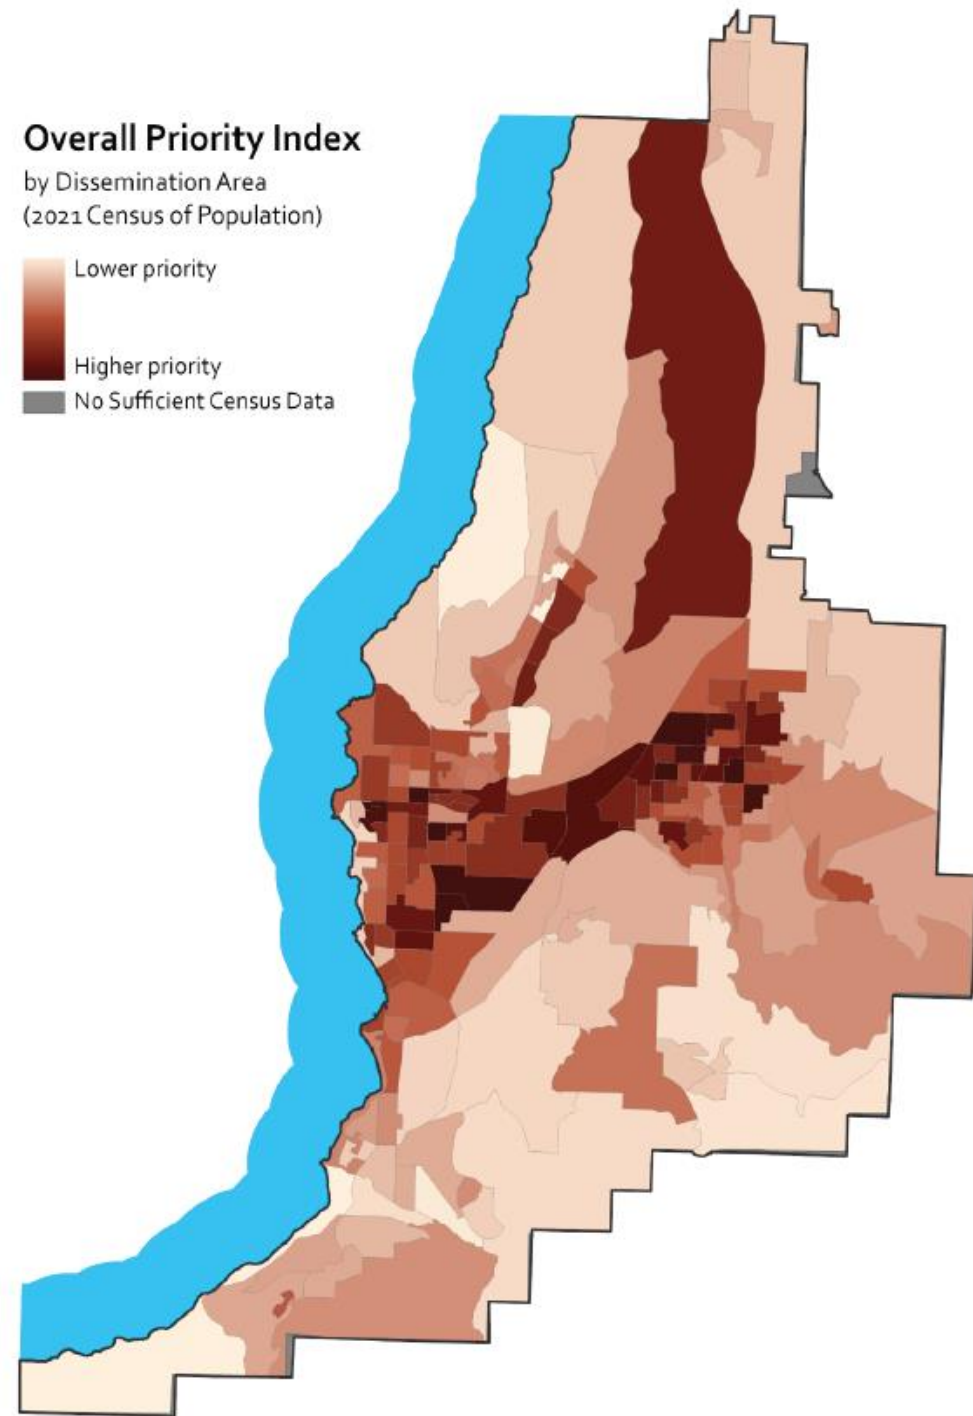 Overall Priority Index
by Dissemination Area
(2021 Census of Population)
Lower priority
Higher priority
No Sufficient Census Data